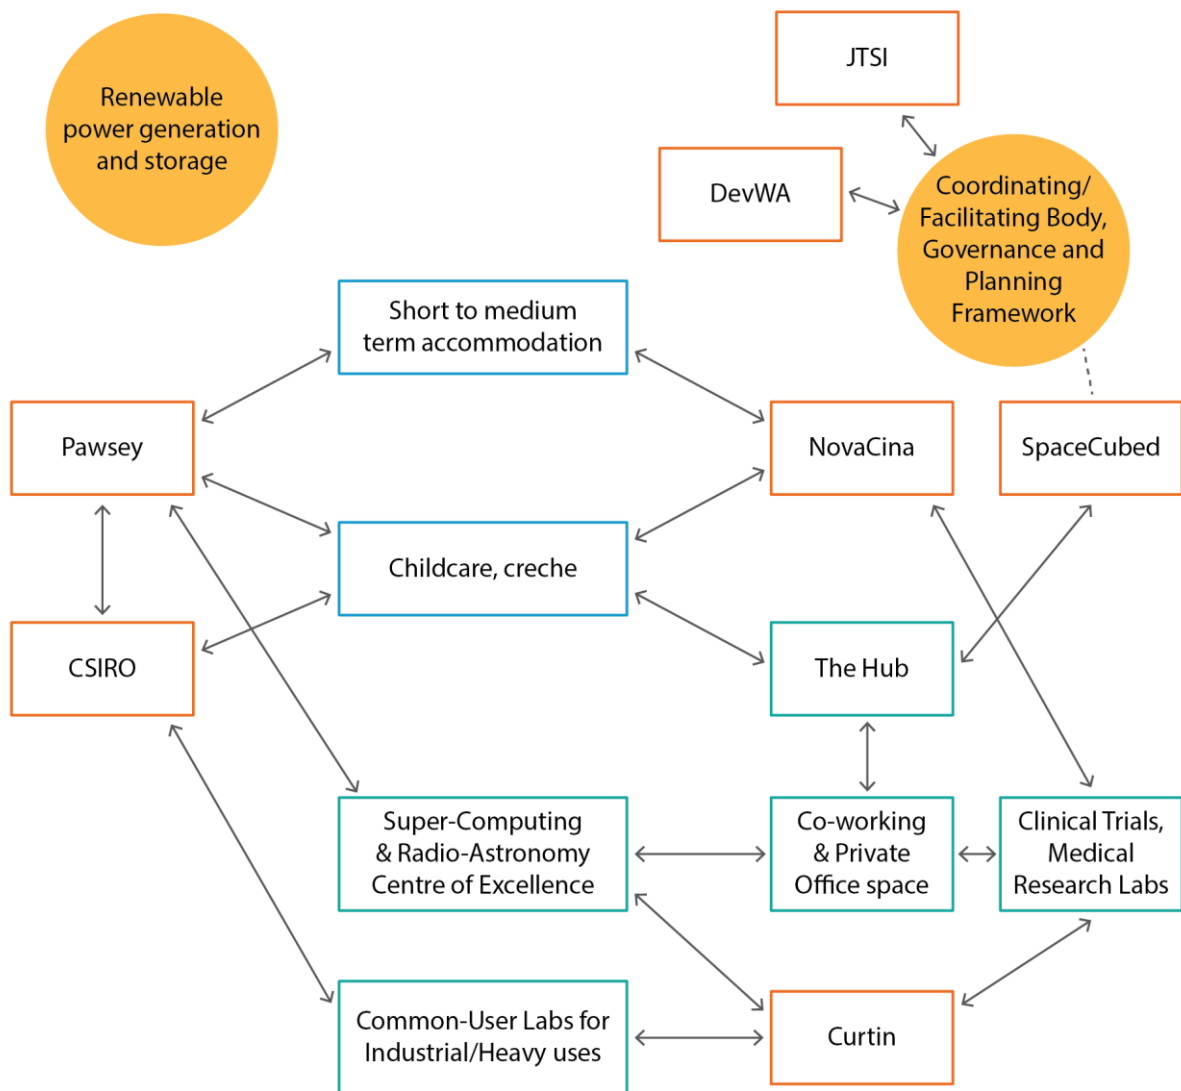 JTSI
Renewable
power generation
and storage
DevWA
Coordinating/
Facilitating Body,
Governance and
Planning
Framework
Short to medium
term accommodation
Pawsey
NovaCina
SpaceCubed
Childcare, creche
CSIRO
The Hub
Super-Computing
& Radio-Astronomy
Centre of Excellence
Co-working
& Private
Office space
Clinical Trials,
Medical
Research Labs
Common-User Labs for
Industrial/Heavy uses
Curtin